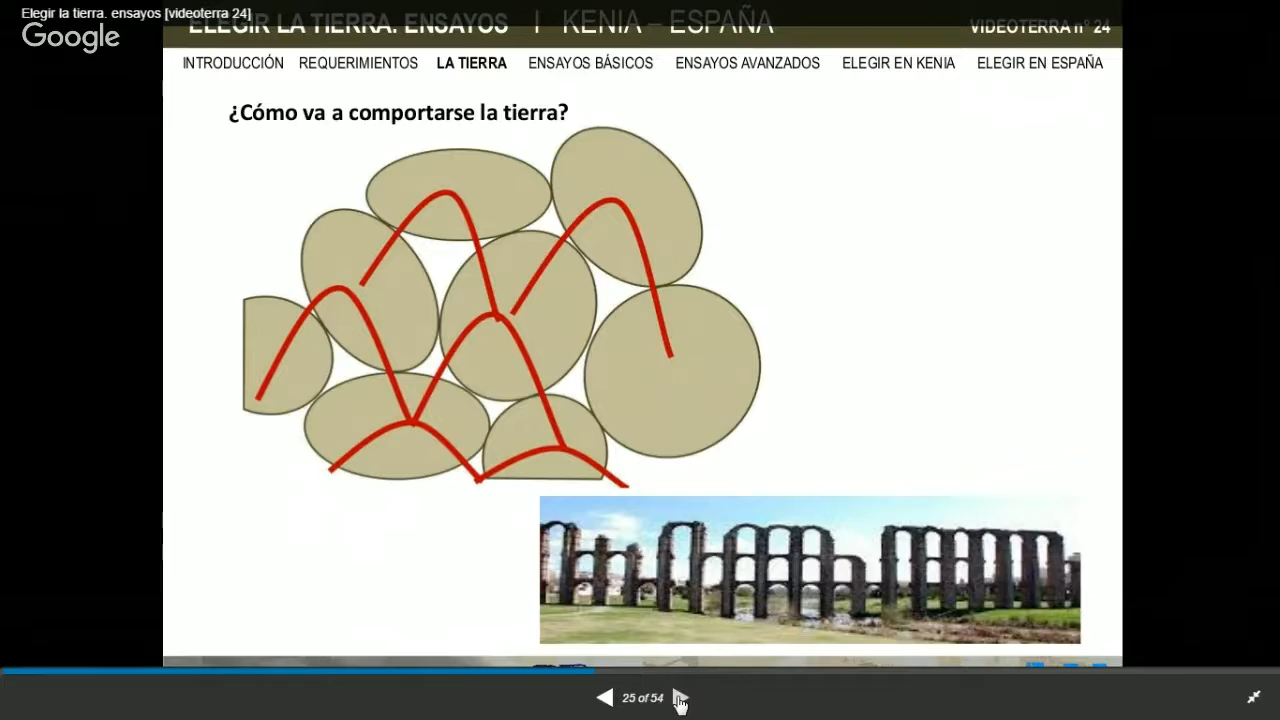 Elegir la tierra. ensayos [videoterra 24]
Google
ELEGIR LA TIERRA. ENSAYOS | KENIA – ESPAÑA VIDEOTERRA nº 24
INTRODUCCIÓN REQUERIMIENTOS LA TIERRA ENSAYOS BÁSICOS ENSAYOS AVANZADOS ELEGIR EN KENIA ELEGIR EN ESPAÑA
¿Cómo va a comportarse la tierra?
25 of 54